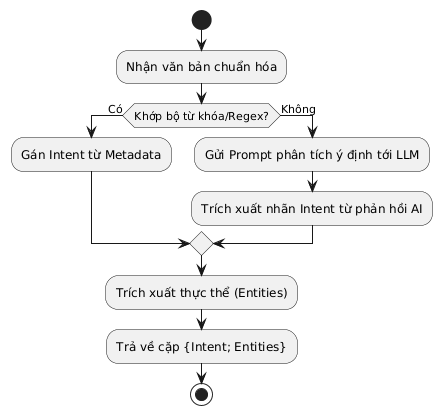 Nhận văn bản chuẩn hóa
Có
Khớp bộ từ khóa/Regex?
Không
Gán Intent từ Metadata
Gửi Prompt phân tích ý định tới LLM
Trích xuất nhãn Intent từ phản hồi AI
Trích xuất thực thể (Entities)
Trả về cặp {Intent; Entities}